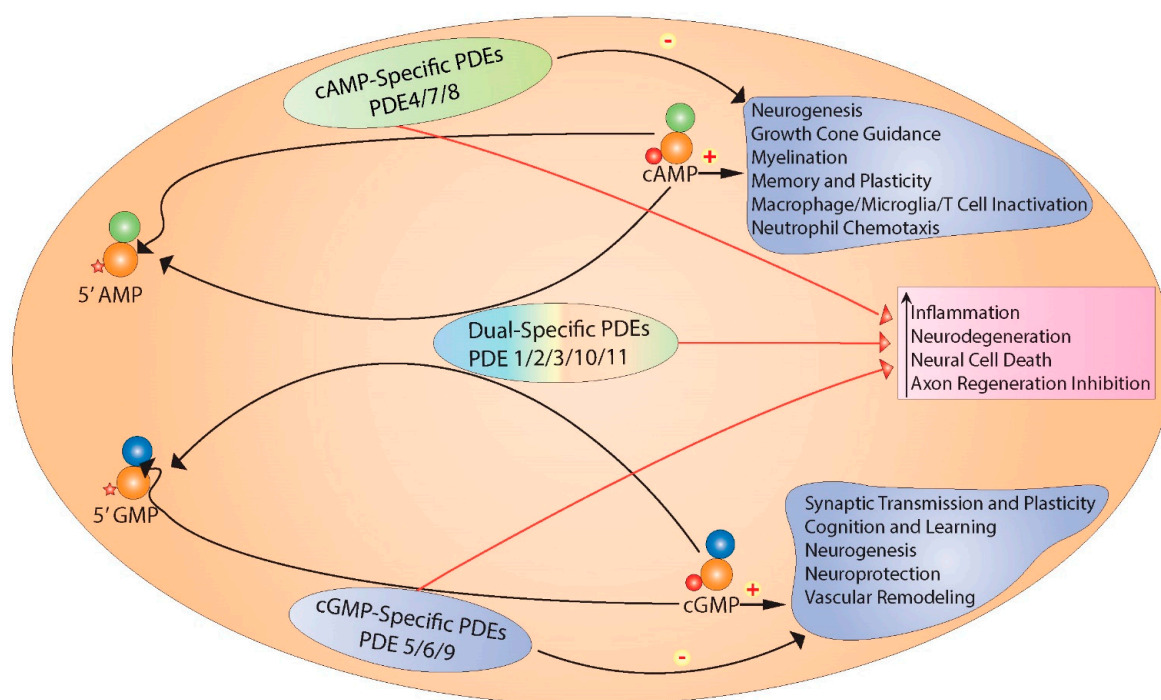 cAMP-Specific PDEs
PDE4/7/8
-
Neurogenesis
Growth Cone Guidance
Myelination
Memory and Plasticity
Macrophage/Microglia/T Cell Inactivation
Neutrophil Chemotaxis
+
cAMP
5' AMP
Dual-Specific PDEs
PDE 1/2/3/10/11
Inflammation
Neurodegeneration
Neural Cell Death
Axon Regeneration Inhibition
5' GMP
Synaptic Transmission and Plasticity
Cognition and Learning
Neurogenesis
Neuroprotection
Vascular Remodeling
+
cGMP
cGMP-Specific PDEs
PDE 5/6/9
-